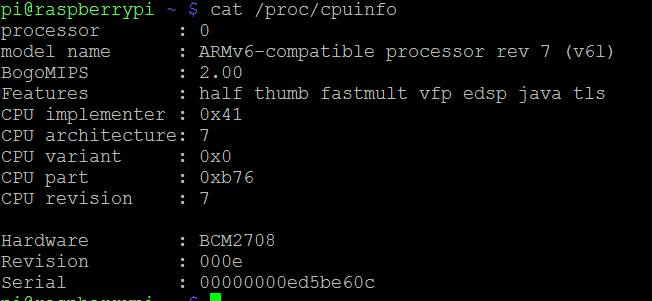 pi@raspberrypi ~ $ cat /proc/cpuinfo
processor : 0
model name : ARMv6-compatible processor rev 7 (v6l)
BogoMIPS : 2.00
Features : half thumb fastmult vfp edsp java tls
CPU implementer : 0x41
CPU architecture: 7
CPU variant : 0x0
CPU part : 0xb76
CPU revision : 7
Hardware : BCM2708
Revision : 000e
Serial : 00000000ed5be60c
pi@raspberrypi ~ $